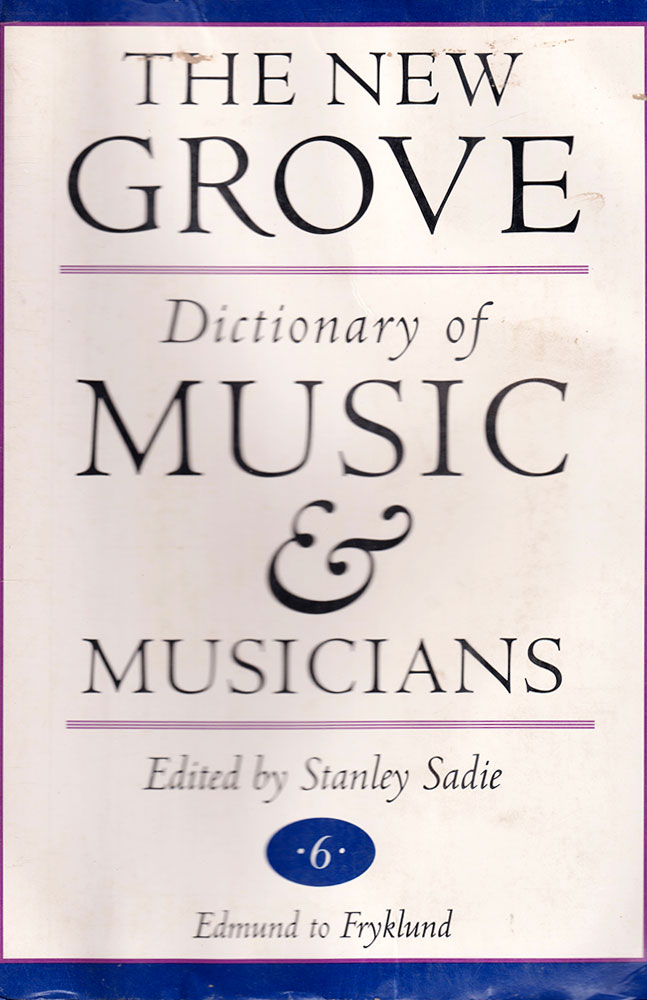 THE NEW
GROVE
Dictionary of
MUSIC
&
MUSICIANS
Edited by Stanley Sadie
·6·
Edmund to Fryklund